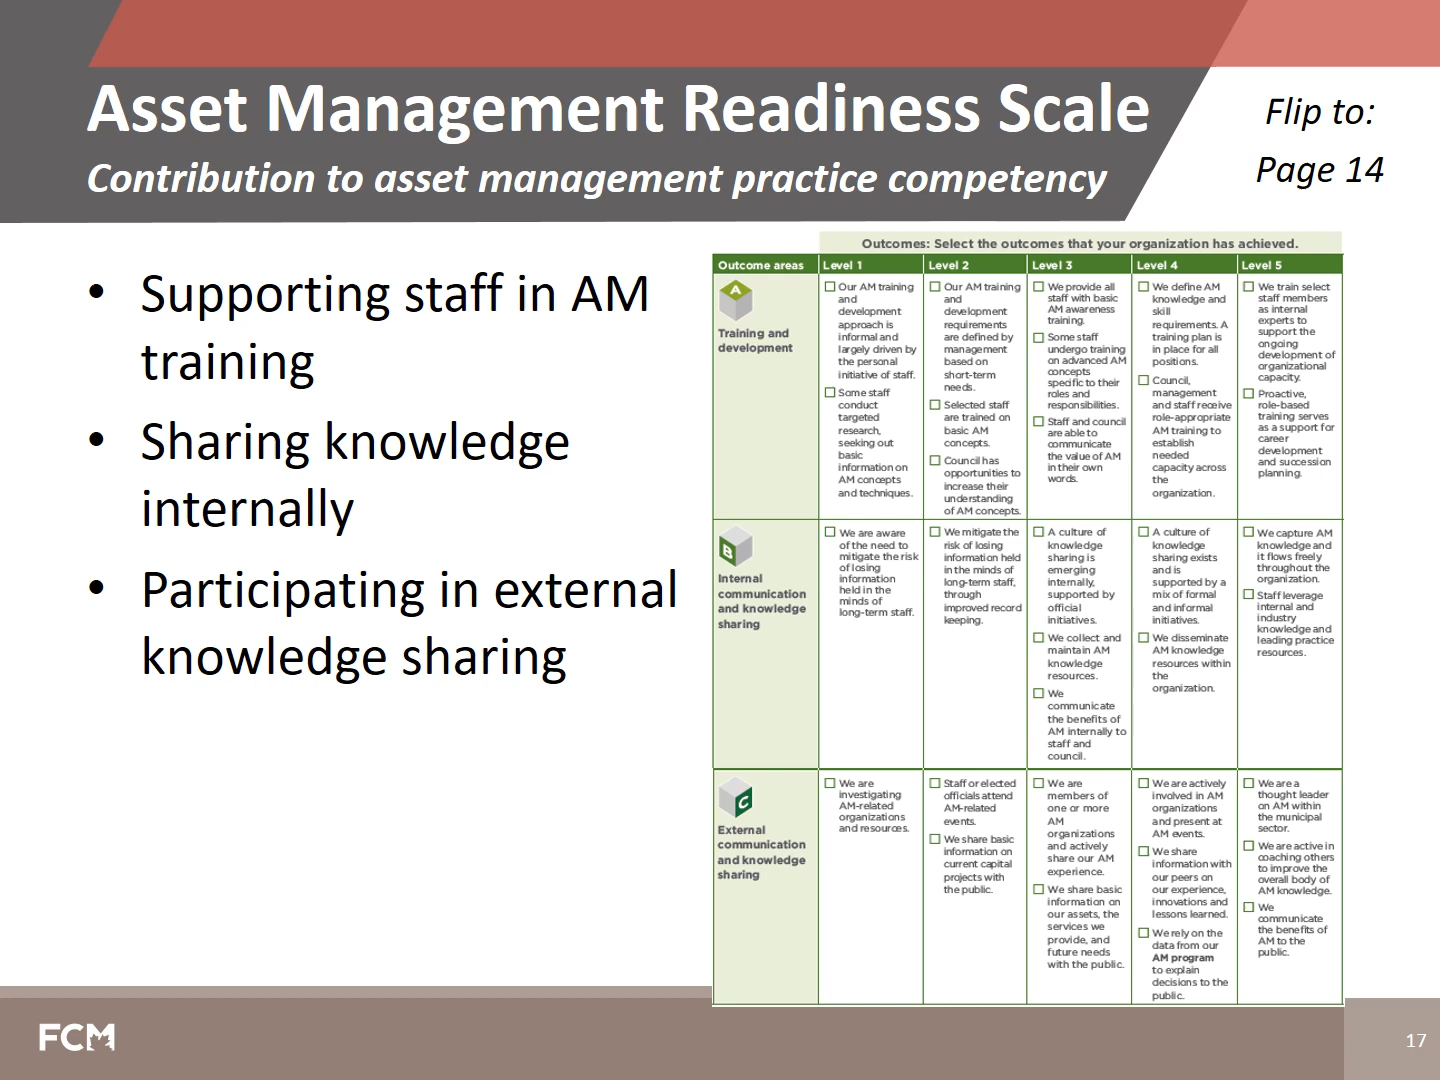 Asset Management Readiness Scale
Contribution to asset management practice competency
Flip to:
Page 14
• Supporting staff in AM
training
• Sharing knowledge
internally
• Participating in external
knowledge sharing
Outcomes: Select the outcomes that your organization has achieved.
Outcome areas
Level 1
Level 2
Level 3
Level 4
Level 5
A
Training and
development
Our AM training
and
development
approach is
informal and
largely driven by
the personal
initiative of staff.
Some staff
conduct
targeted
research,
seeking out
basic
information on
AM concepts
and techniques.
Our AM training
and
development
requirements
are defined by
management
based on
short-term
needs.
Selected staff
are trained on
basic AM
concepts.
Council has
opportunities to
increase their
understanding
of AM concepts.
We provide all
staff with basic
AM awareness
training.
Some staff
undergo training
on advanced AM
concepts
specific to their
roles and
responsibilities.
Staff and council
are able to
communicate
the value of AM
in their own
words.
We define AM
knowledge and
skill
requirements. A
training plan is
in place for all
positions.
Council,
management
and staff receive
role-appropriate
AM training to
establish
needed
capacity across
the
organization.
We train select
staff members
as internal
experts to
support the
ongoing
development of
organizational
capacity.
Proactive,
role-based
training serves
as a support for
career
development
and succession
planning.
B
Internal
communication
and knowledge
sharing
We are aware
of the need to
mitigate the risk
of losing
information
held in the
minds of
long-term staff.
We mitigate the
risk of losing
information held
in the minds of
long-term staff,
through
improved record
keeping.
A culture of
knowledge
sharing is
emerging
internally,
supported by
official
initiatives.
We collect and
maintain AM
knowledge
resources.
We
communicate
the benefits of
AM internally to
staff and
council.
A culture of
knowledge
sharing exists
and is
supported by a
mix of formal
and informal
initiatives.
We disseminate
AM knowledge
resources within
the
organization.
We capture AM
knowledge and
it flows freely
throughout the
organization.
Staff leverage
internal and
industry
knowledge and
leading practice
resources.
C
External
communication
and knowledge
sharing
We are
investigating
AM-related
organizations
and resources.
Staff or elected
officials attend
AM-related
events.
We share basic
information on
current capital
projects with
the public.
We are
members of
one or more
AM
organizations
and actively
share our AM
experience.
We share basic
information on
our assets, the
services we
provide, and
future needs
with the public.
We are actively
involved in AM
organizations
and present at
AM events.
We share
information with
our peers on
our experience,
innovations and
lessons learned.
We rely on the
data from our
AM program
to explain
decisions to the
public.
We are a
thought leader
on AM within
the municipal
sector.
We are active in
coaching others
to improve the
overall body of
AM knowledge.
We
communicate
the benefits of
AM to the
public.
FCM
17